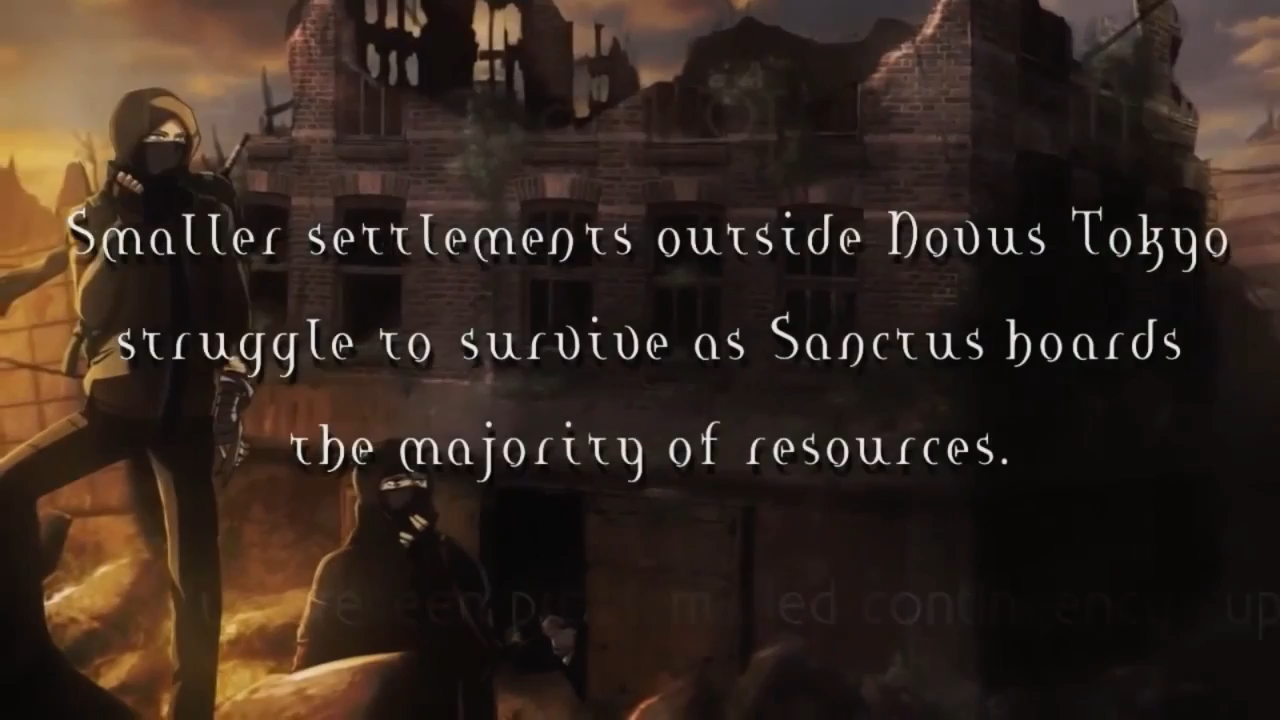 Smaller settlements outside Novus Tokyo
struggle to survive as Sanctus hoards
the majority of resources.